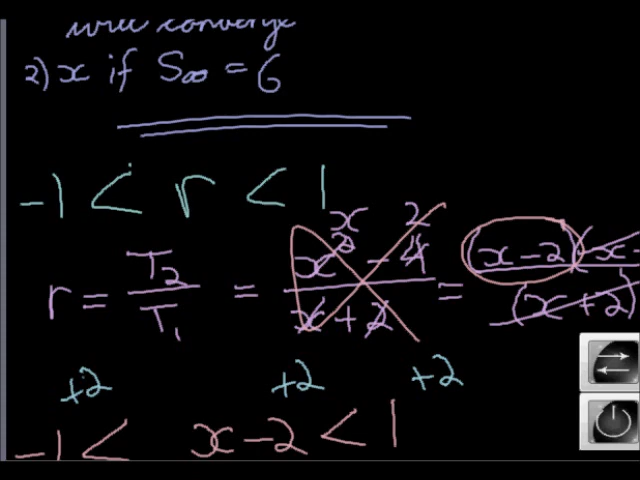 will converge
2) x if S∞ = 6
-1 < r < 1
x 2
r = T2/T1 = x² - 4/x + 2 = (x-2)(x-/(x+2)
+2 +2 +2
-1 < x - 2 < 1